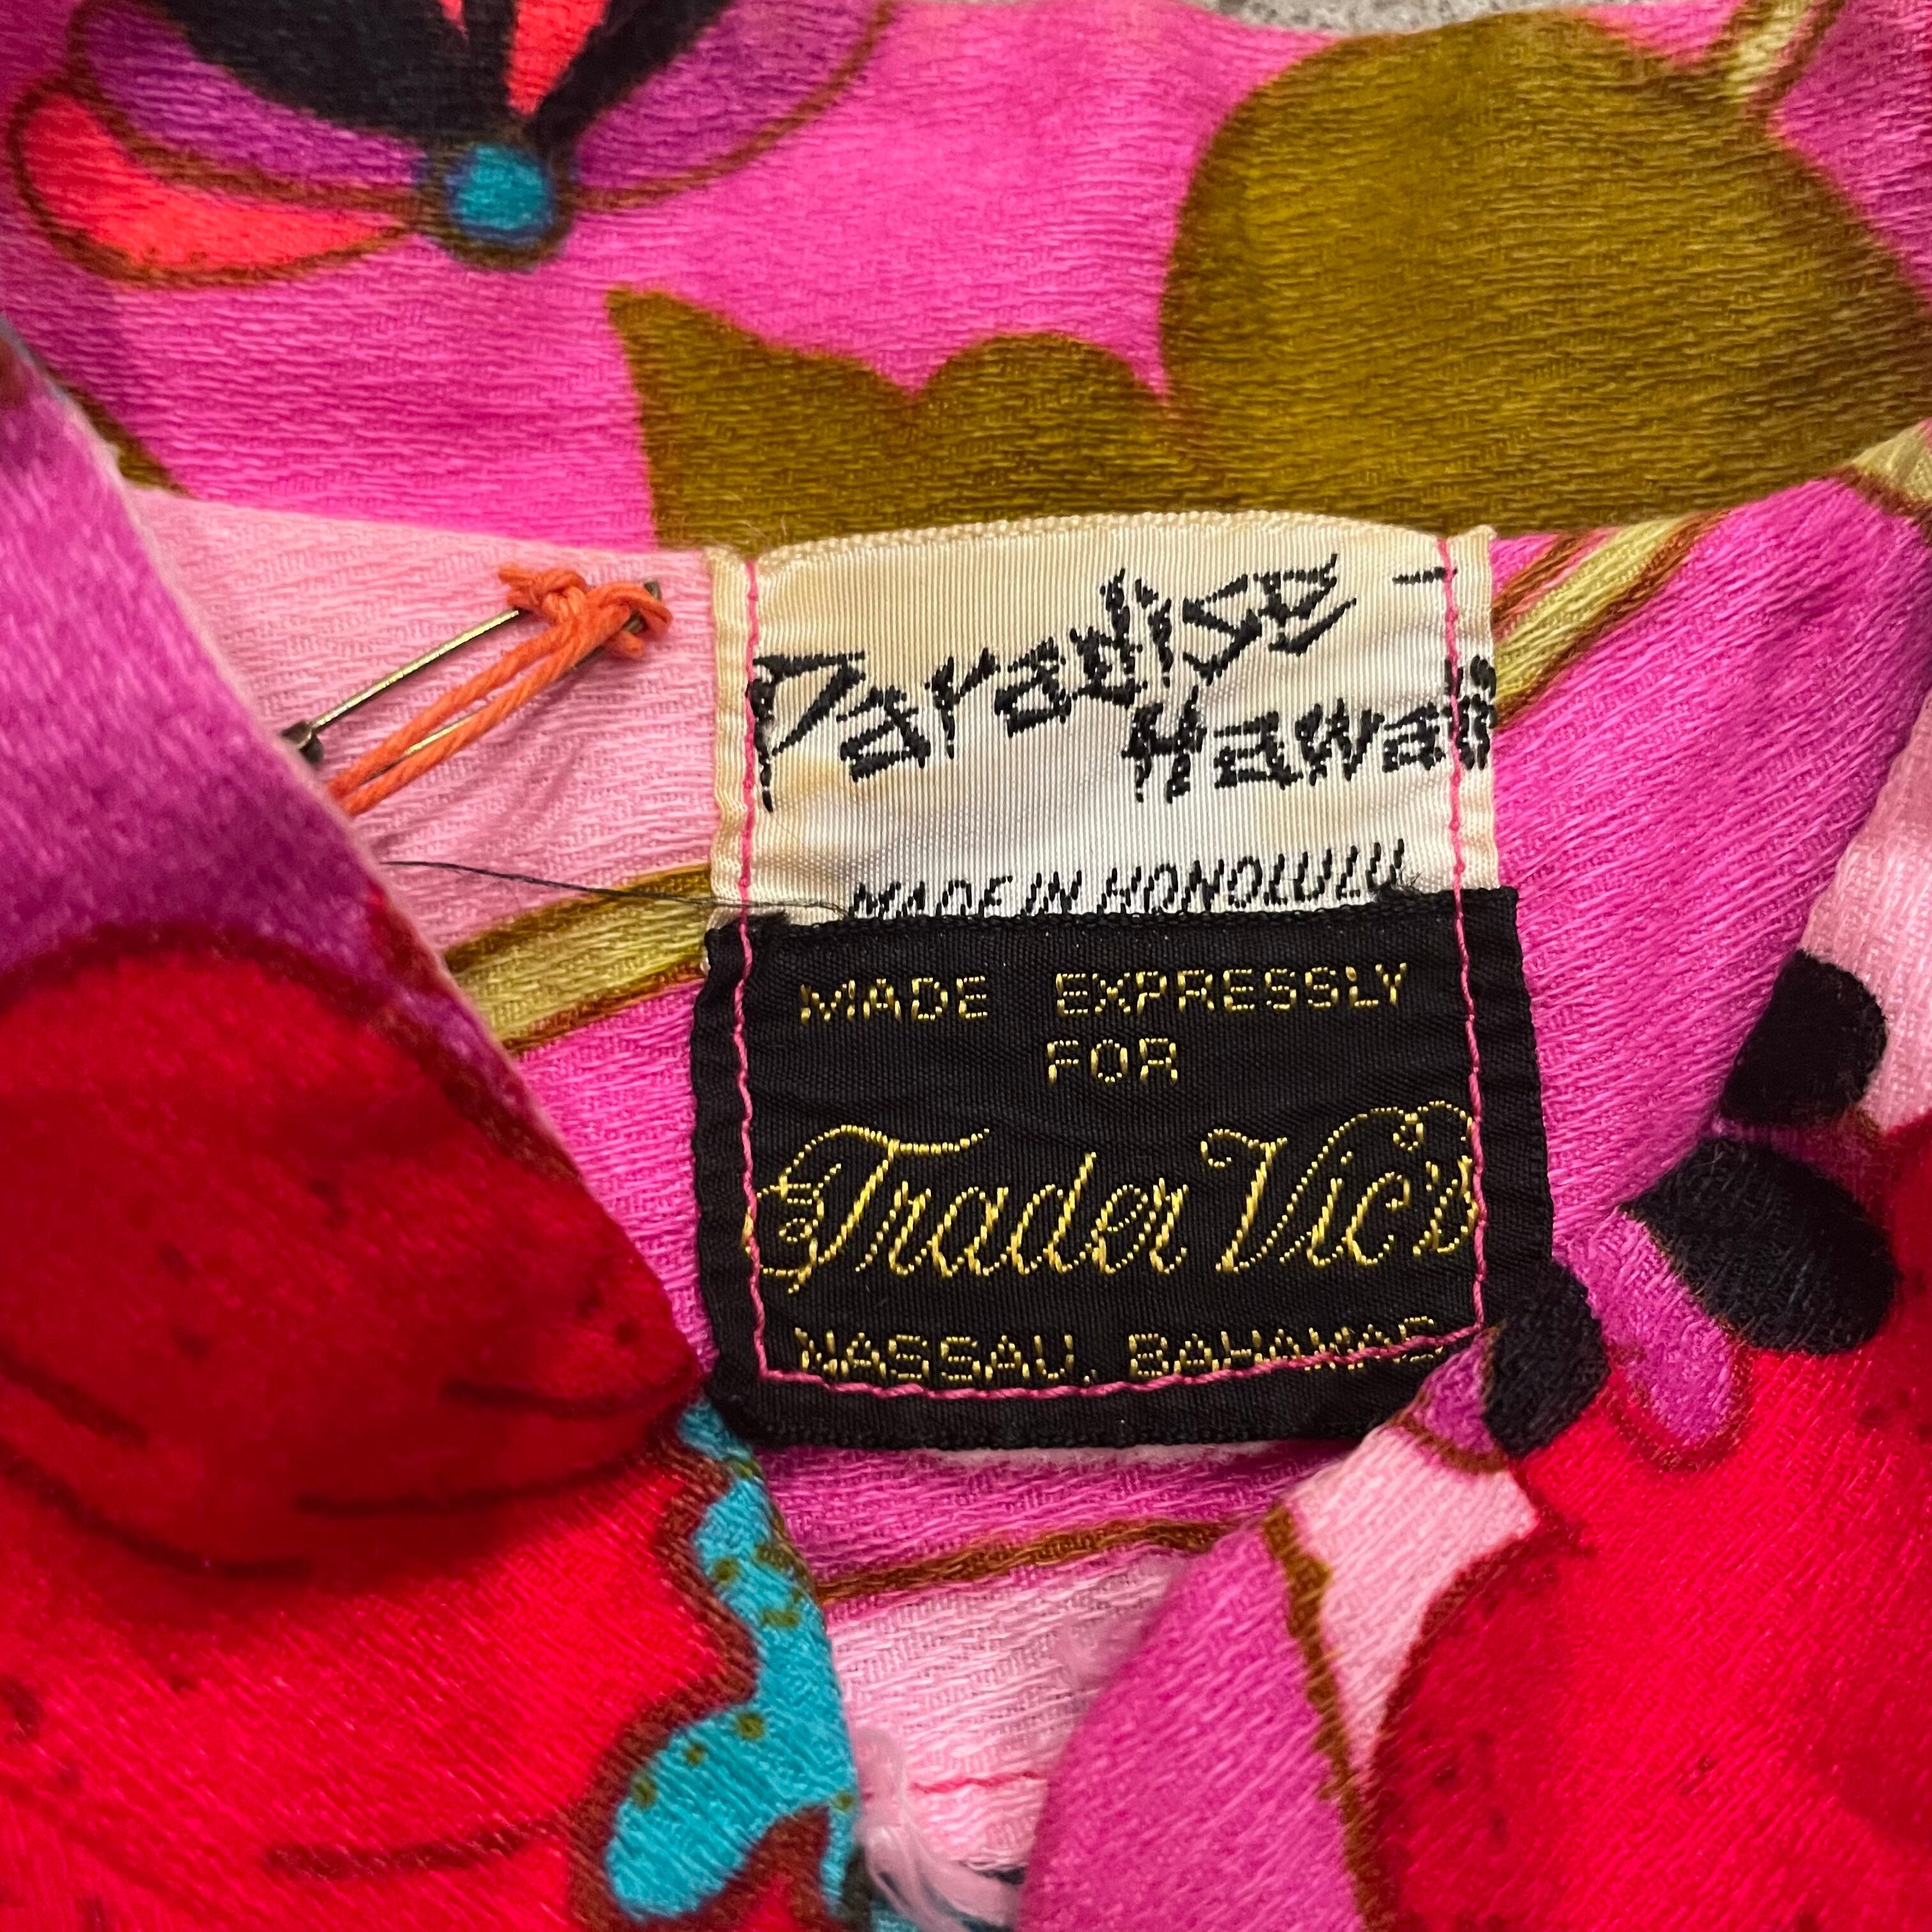 Paradise -
Hawaii
MADE IN HONOLULU
MADE EXPRESSLY
FOR
Trader Vic's
NASSAU, BAHAMAS